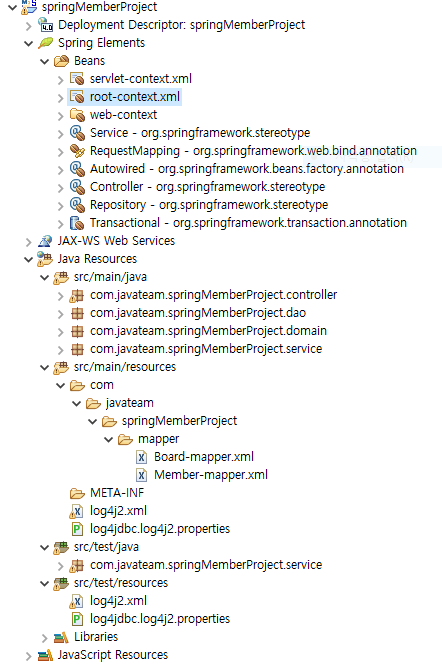 springMemberProject
Deployment Descriptor: springMemberProject
Spring Elements
Beans
servlet-context.xml
root-context.xml
web-context
Service - org.springframework.stereotype
RequestMapping - org.springframework.web.bind.annotation
Autowired - org.springframework.beans.factory.annotation
Controller - org.springframework.stereotype
Repository - org.springframework.stereotype
Transactional - org.springframework.transaction.annotation
JAX-WS Web Services
Java Resources
src/main/java
com.javateam.springMemberProject.controller
com.javateam.springMemberProject.dao
com.javateam.springMemberProject.domain
com.javateam.springMemberProject.service
src/main/resources
com
javateam
springMemberProject
mapper
Board-mapper.xml
Member-mapper.xml
META-INF
log4j2.xml
log4jdbc.log4j2.properties
src/test/java
com.javateam.springMemberProject.service
src/test/resources
log4j2.xml
log4jdbc.log4j2.properties
Libraries
JavaScript Resources